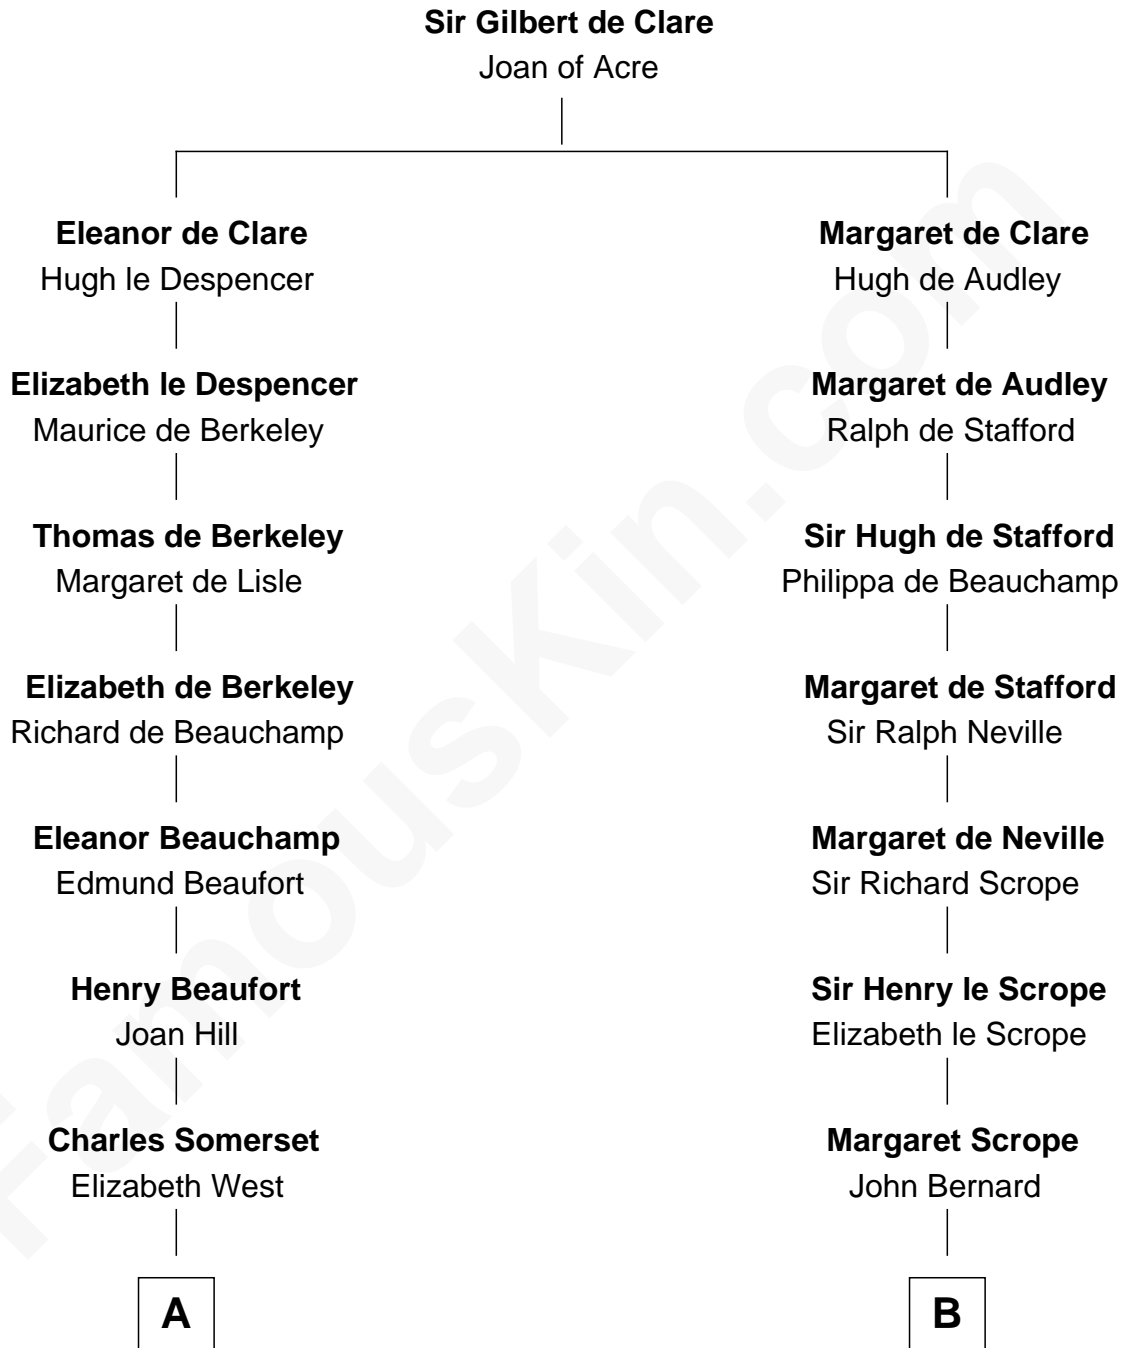 Sir Gilbert de Clare
Joan of Acre
Eleanor de Clare
Hugh le Despencer
Margaret de Clare
Hugh de Audley
Elizabeth le Despencer
Maurice de Berkeley
Margaret de Audley
Ralph de Stafford
Thomas de Berkeley
Margaret de Lisle
Sir Hugh de Stafford
Philippa de Beauchamp
Elizabeth de Berkeley
Richard de Beauchamp
Margaret de Stafford
Sir Ralph Neville
Eleanor Beauchamp
Edmund Beaufort
Margaret de Neville
Sir Richard Scrope
Henry Beaufort
Joan Hill
Sir Henry le Scrope
Elizabeth le Scrope
Charles Somerset
Elizabeth West
Margaret Scrope
John Bernard
A
B
FamousKin.com